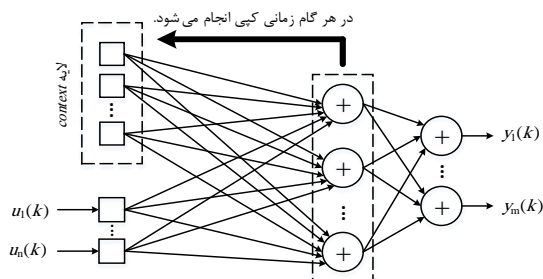 در هر گام زمانی کپی انجام می‌شود.
لایه context
u₁(k)
uₙ(k)
y₁(k)
yₘ(k)